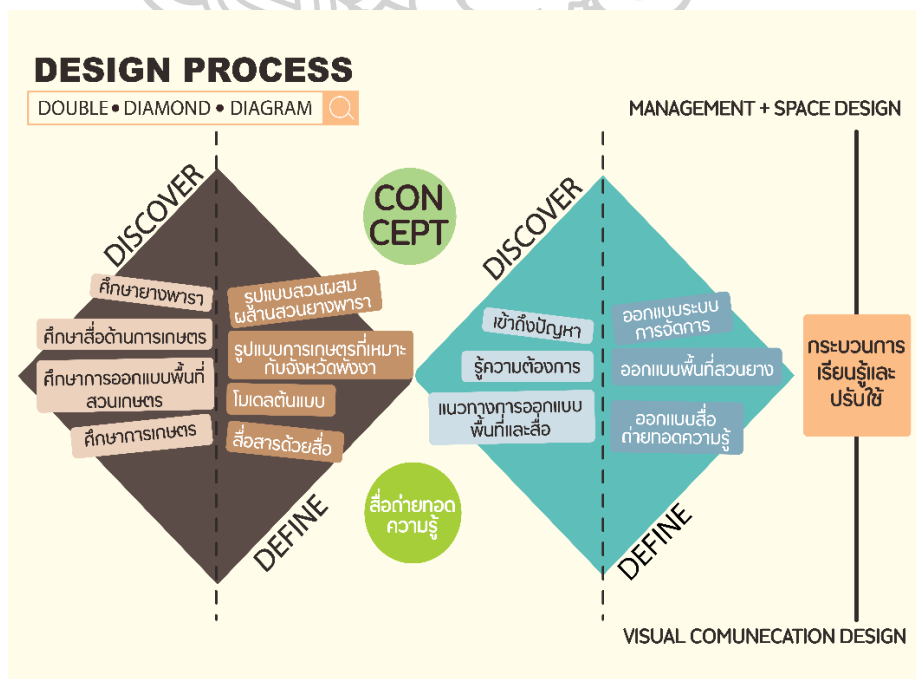 DESIGN PROCESS
DOUBLE • DIAMOND • DIAGRAM
MANAGEMENT + SPACE DESIGN
DISCOVER
ศึกษายางพารา
ศึกษาสื่อด้านการเกษตร
ศึกษาการออกแบบพื้นที่
สวนเกษตร
ศึกษาการเกษตร
รูปแบบสวนผสม
ผสานสวนยางพารา
รูปแบบการเกษตรที่เหมาะ
กับจังหวัดพังงา
โมเดลต้นแบบ
สื่อสารด้วยสื่อ
DEFINE
CON
CEPT
สื่อถ่ายทอด
ความรู้
DISCOVER
เข้าถึงปัญหา
รู้ความต้องการ
แนวทางการออกแบบ
พื้นที่และสื่อ
ออกแบบระบบ
การจัดการ
ออกแบบพื้นที่สวนยาง
ออกแบบสื่อ
ถ่ายทอดความรู้
DEFINE
กระบวนการ
เรียนรู้และ
ปรับใช้
VISUAL COMUNECATION DESIGN